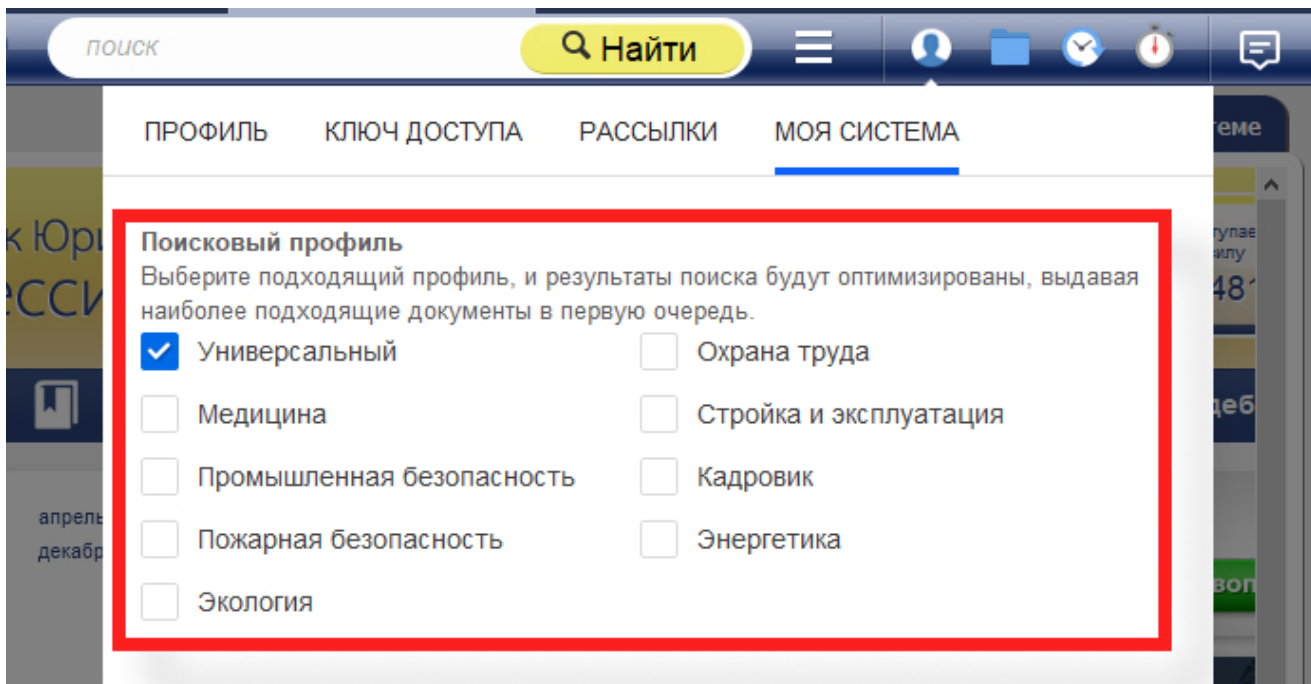 поиск
Найти
ПРОФИЛЬ КЛЮЧ ДОСТУПА РАССЫЛКИ МОЯ СИСТЕМА
Поисковый профиль
Выберите подходящий профиль, и результаты поиска будут оптимизированы, выдавая
наиболее подходящие документы в первую очередь.
Универсальный
Охрана труда
Медицина
Стройка и эксплуатация
Промышленная безопасность
Кадровик
Пожарная безопасность
Энергетика
Экология
апрель